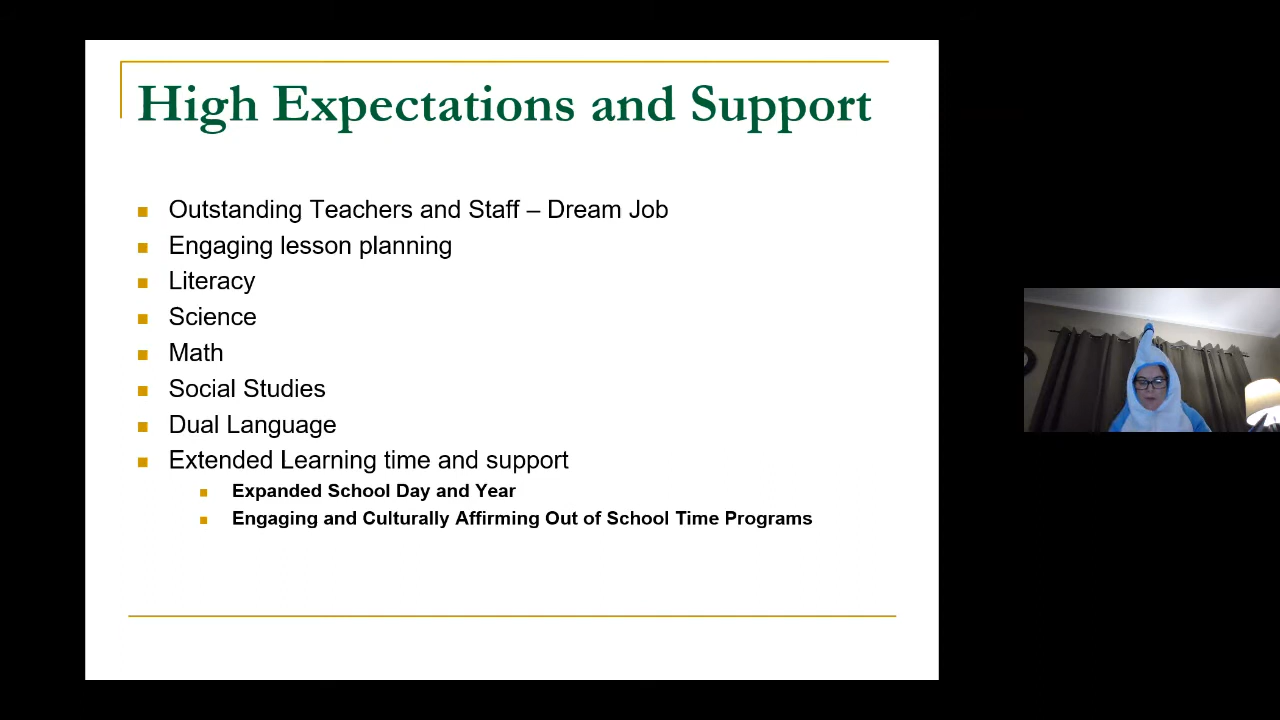 High Expectations and Support
Outstanding Teachers and Staff – Dream Job
Engaging lesson planning
Literacy
Science
Math
Social Studies
Dual Language
Extended Learning time and support
Expanded School Day and Year
Engaging and Culturally Affirming Out of School Time Programs